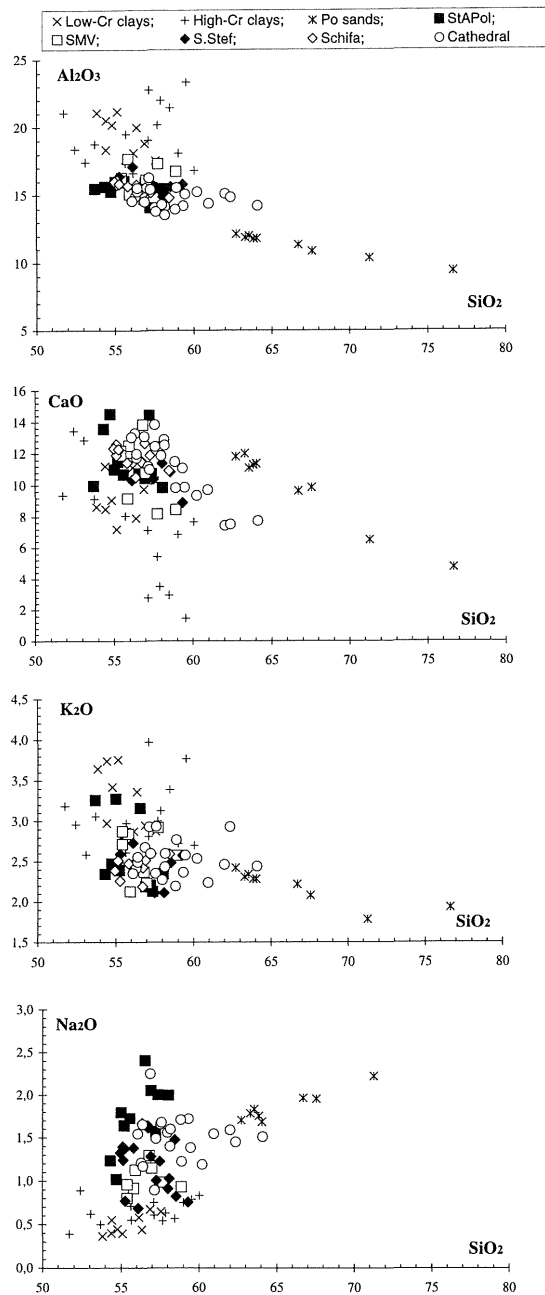 Low-Cr clays; High-Cr clays; Po sands; StAPol;
SMV; S.Stef; Schifa; Cathedral
Al2O3
25
20
15
10
5
SiO2
50 55 60 65 70 75 80
CaO
16
14
12
10
8
6
4
2
0
SiO2
50 55 60 65 70 75 80
K2O
4,5
4,0
3,5
3,0
2,5
2,0
1,5
SiO2
50 55 60 65 70 75 80
Na2O
3,0
2,5
2,0
1,5
1,0
0,5
0,0
SiO2
50 55 60 65 70 75 80